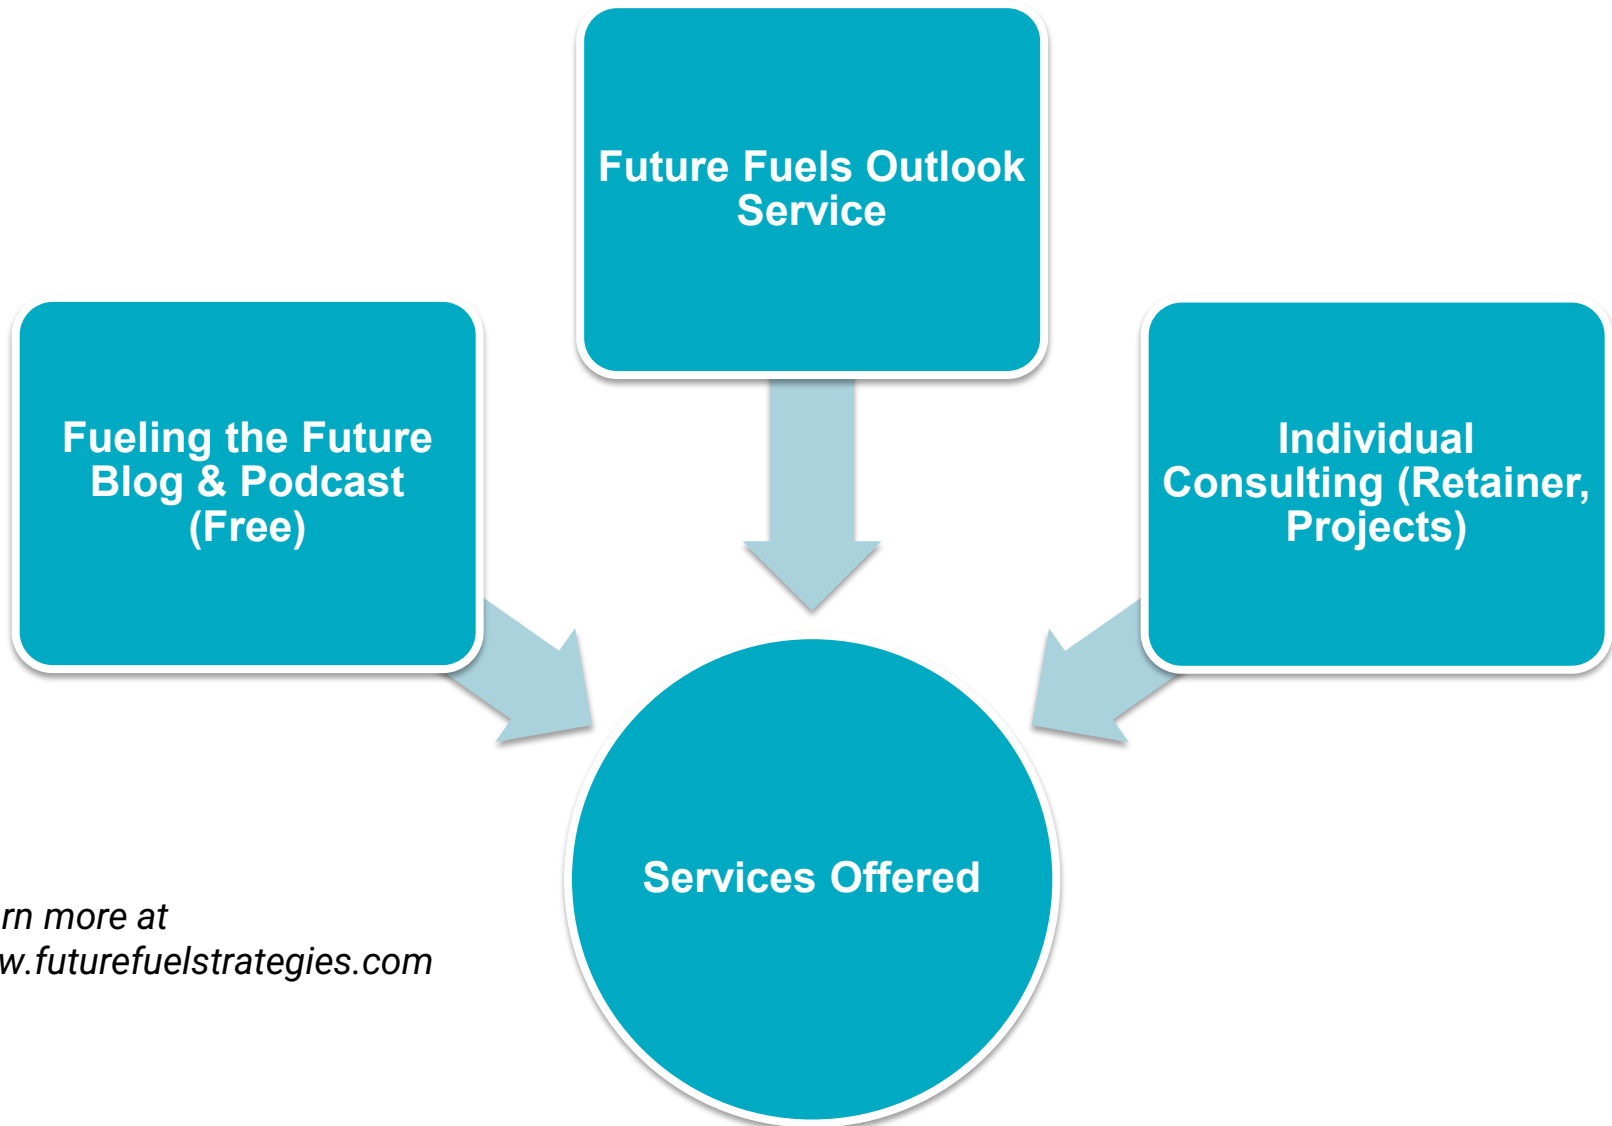 Future Fuels Outlook
Service
Fueling the Future
Blog & Podcast
(Free)
Individual
Consulting (Retainer,
Projects)
Services Offered
more at
futurefuelstrategies.com